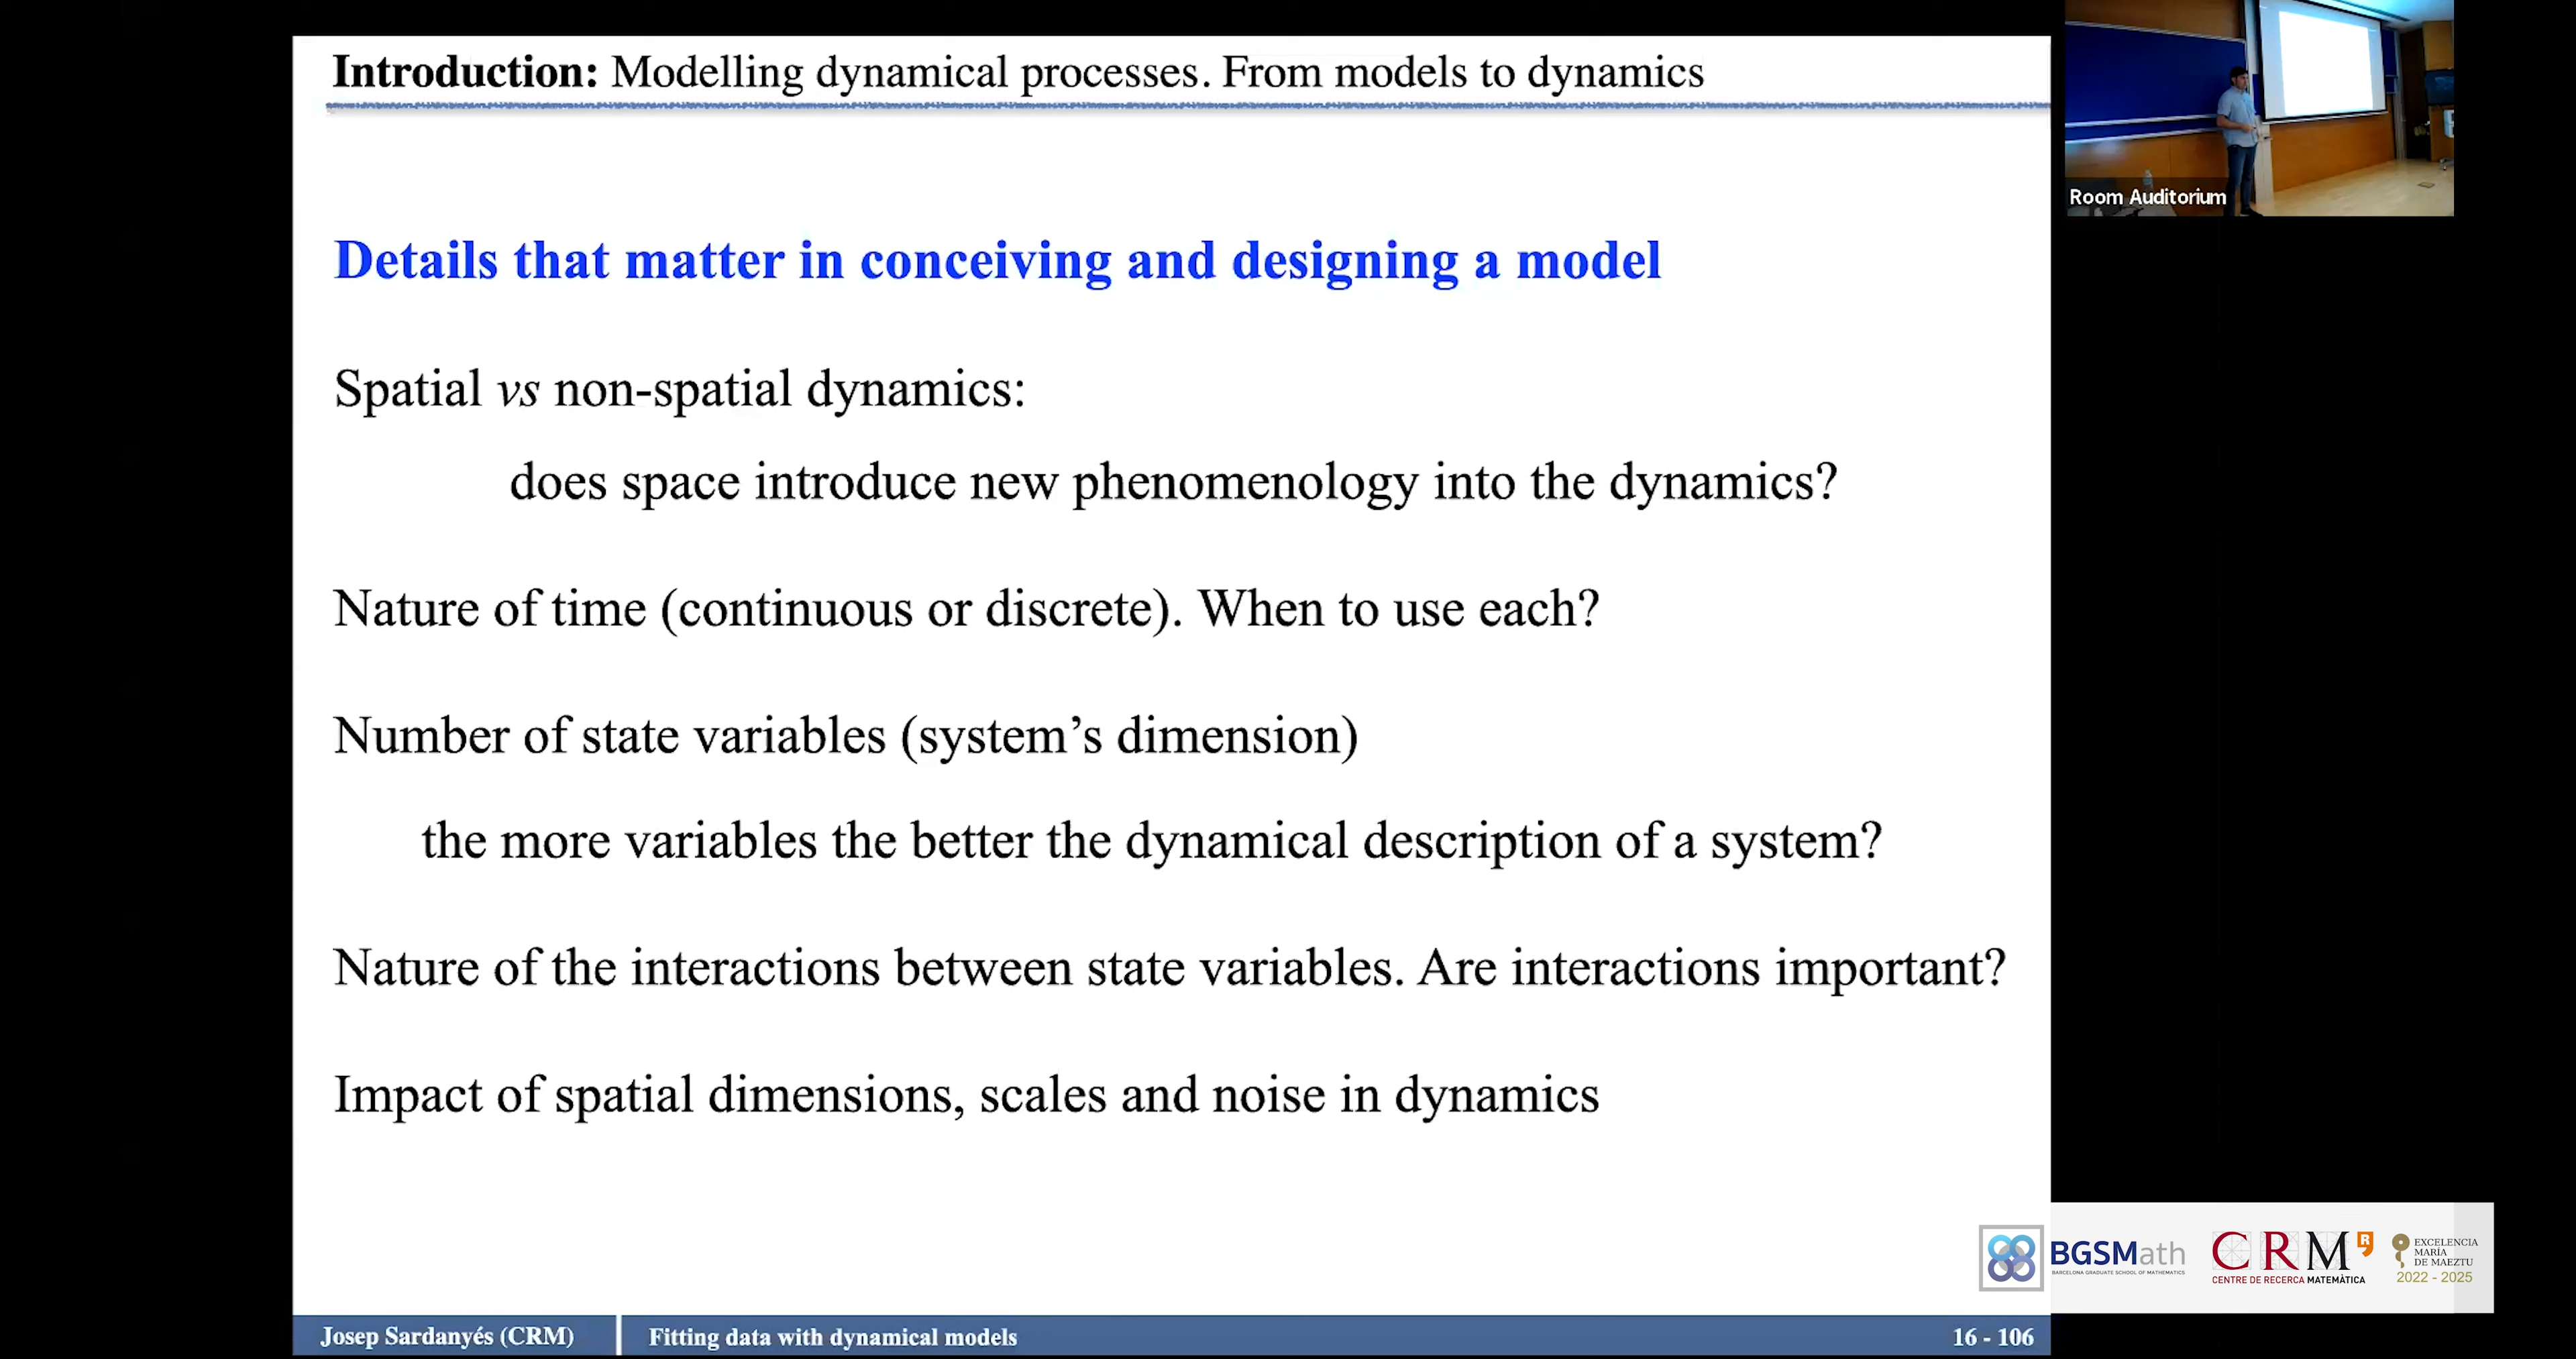 Introduction: Modelling dynamical processes. From models to dynamics
Room Auditorium
Details that matter in conceiving and designing a model
Spatial vs non-spatial dynamics:
does space introduce new phenomenology into the dynamics?
Nature of time (continuous or discrete). When to use each?
Number of state variables (system’s dimension)
the more variables the better the dynamical description of a system?
Nature of the interactions between state variables. Are interactions important?
Impact of spatial dimensions, scales and noise in dynamics
BGSMath
BARCELONA GRADUATE SCHOOL OF MATHEMATICS
CRM R
CENTRE DE RECERCA MATEMÀTICA
EXCELENCIA
MARÍA
DE MAEZTU
2022 - 2025
Josep Sardanyés (CRM)
Fitting data with dynamical models
16 - 106